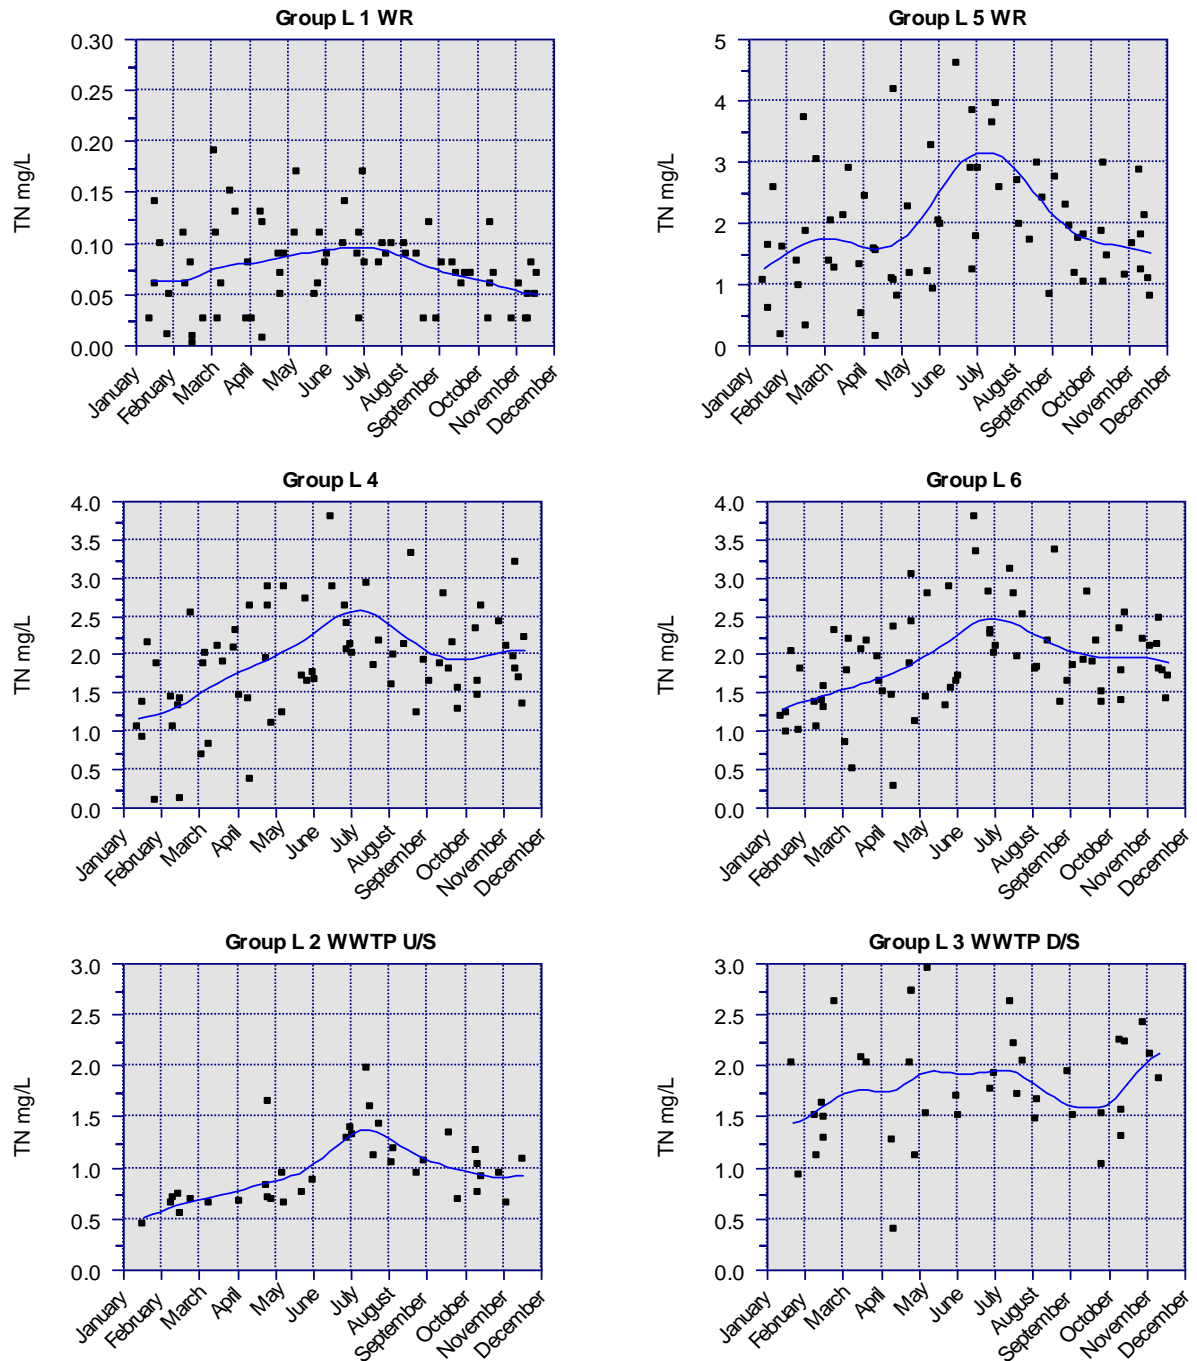 Group L 1 WR
TN mg/L
0.30
0.25
0.20
0.15
0.10
0.05
0.00
January
February
March
April
May
June
July
August
September
October
November
December
Group L 5 WR
TN mg/L
5
4
3
2
1
0
January
February
March
April
May
June
July
August
September
October
November
December
Group L 4
TN mg/L
4.0
3.5
3.0
2.5
2.0
1.5
1.0
0.5
0.0
January
February
March
April
May
June
July
August
September
October
November
December
Group L 6
TN mg/L
4.0
3.5
3.0
2.5
2.0
1.5
1.0
0.5
0.0
January
February
March
April
May
June
July
August
September
October
November
December
Group L 2 WWTP U/S
TN mg/L
3.0
2.5
2.0
1.5
1.0
0.5
0.0
January
February
March
April
May
June
July
August
September
October
November
December
Group L 3 WWTP D/S
TN mg/L
3.0
2.5
2.0
1.5
1.0
0.5
0.0
January
February
March
April
May
June
July
August
September
October
November
December